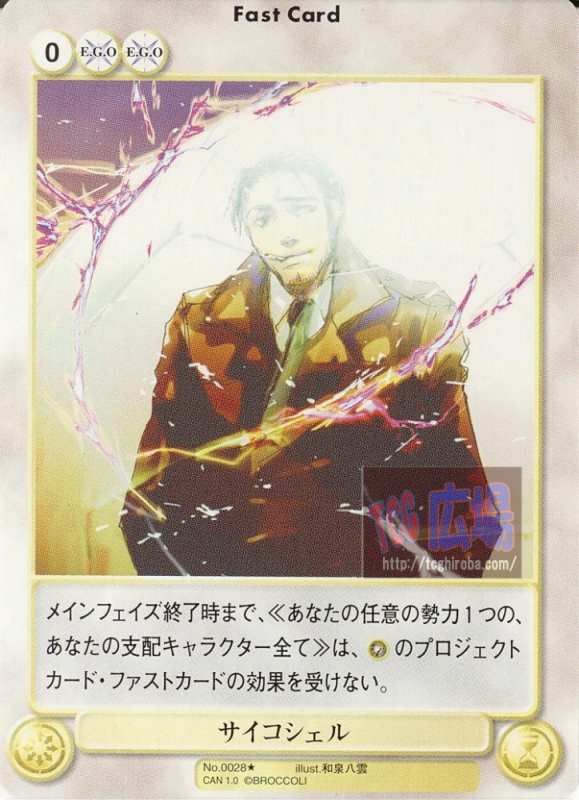 Fast Card
0 E.G.O E.G.O
TCG 広場
http://tcghiroba.com/
メインフェイズ終了時まで、≪あなたの任意の勢力1つの、
あなたの支配キャラクター全て≫は、のプロジェクト
カード・ファストカードの効果を受けない。
サイコシェル
No.0028★ illust.和泉八雲
CAN 1.0 ©BROCCOLI